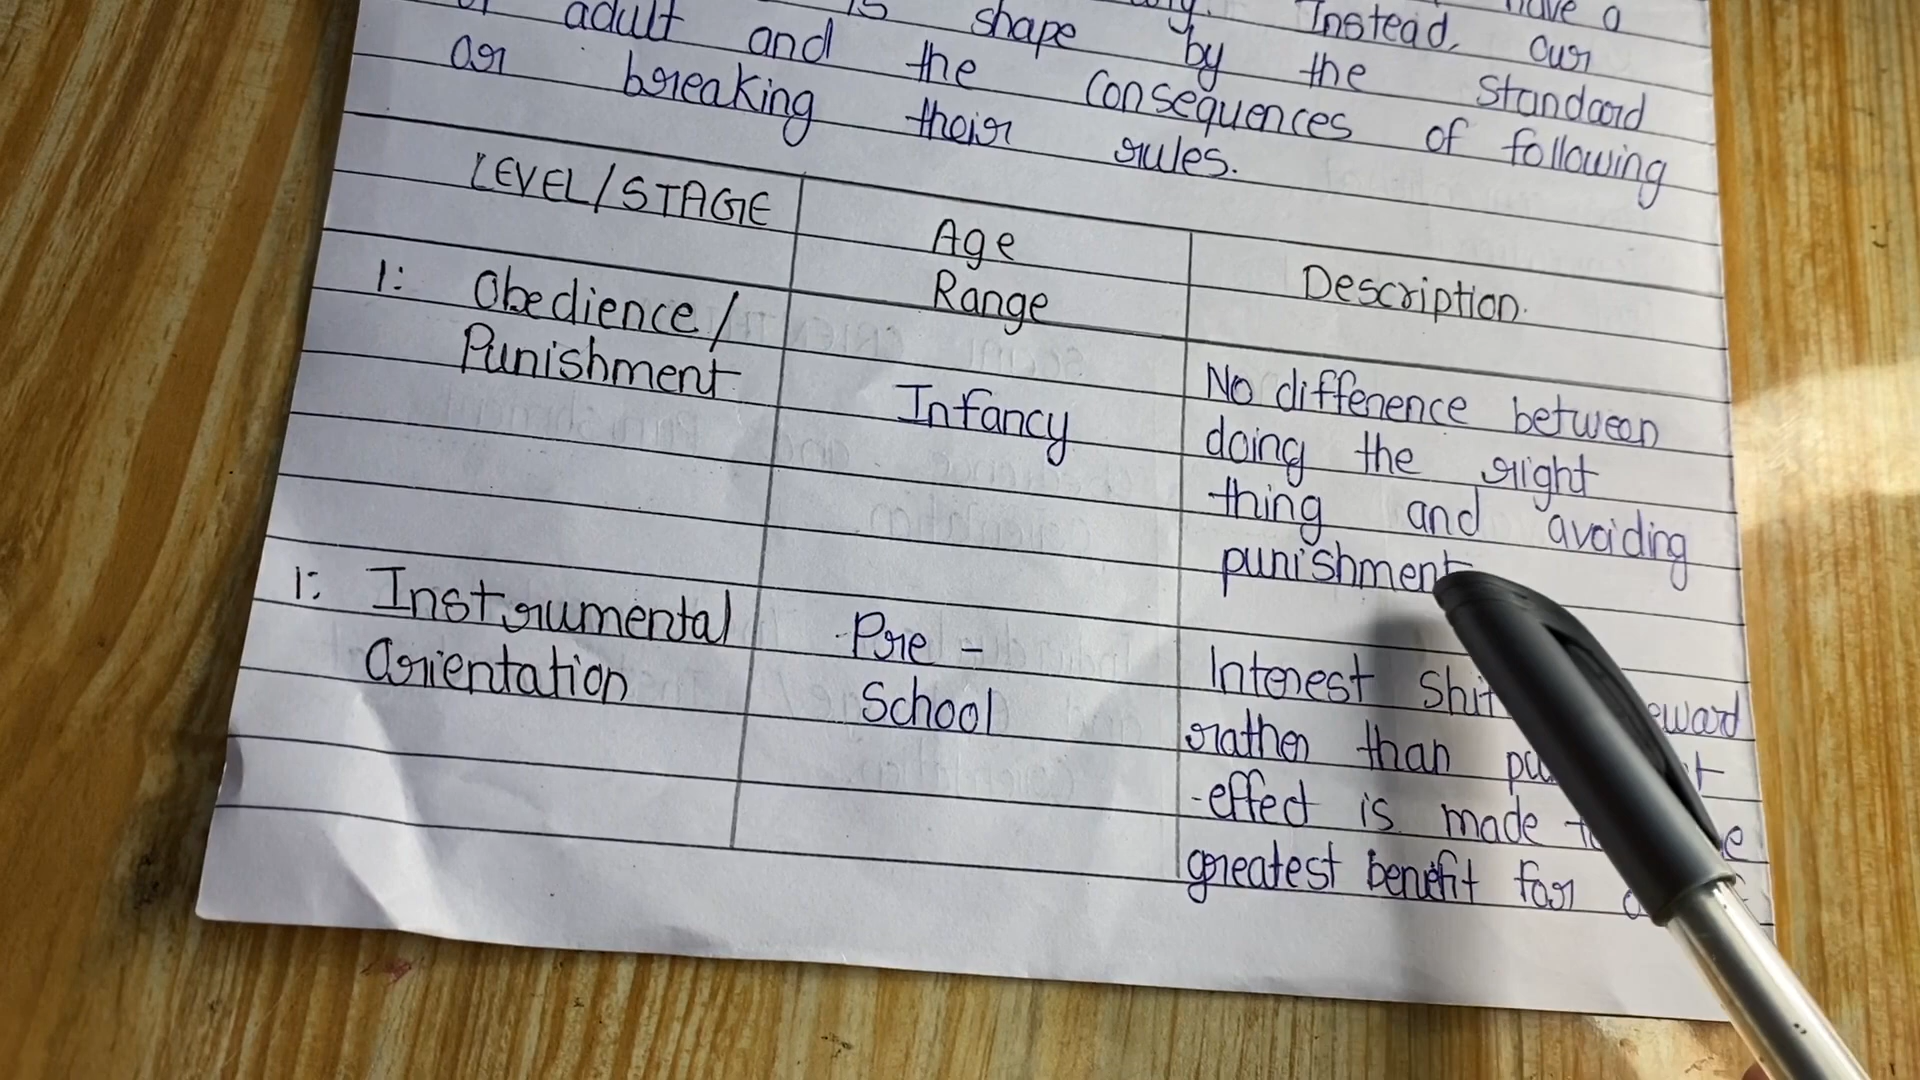 adult is shape by the standard
and the consequences of following
or breaking their rules.
LEVEL/STAGE
Age
Range
Description.
1: Obedience /
Punishment
Infancy
No difference between
doing the right
thing and avoiding
punishment
1: Instrumental
Orientation
Pre -
School
Interest
rather than
-effect is made
greatest benefit for